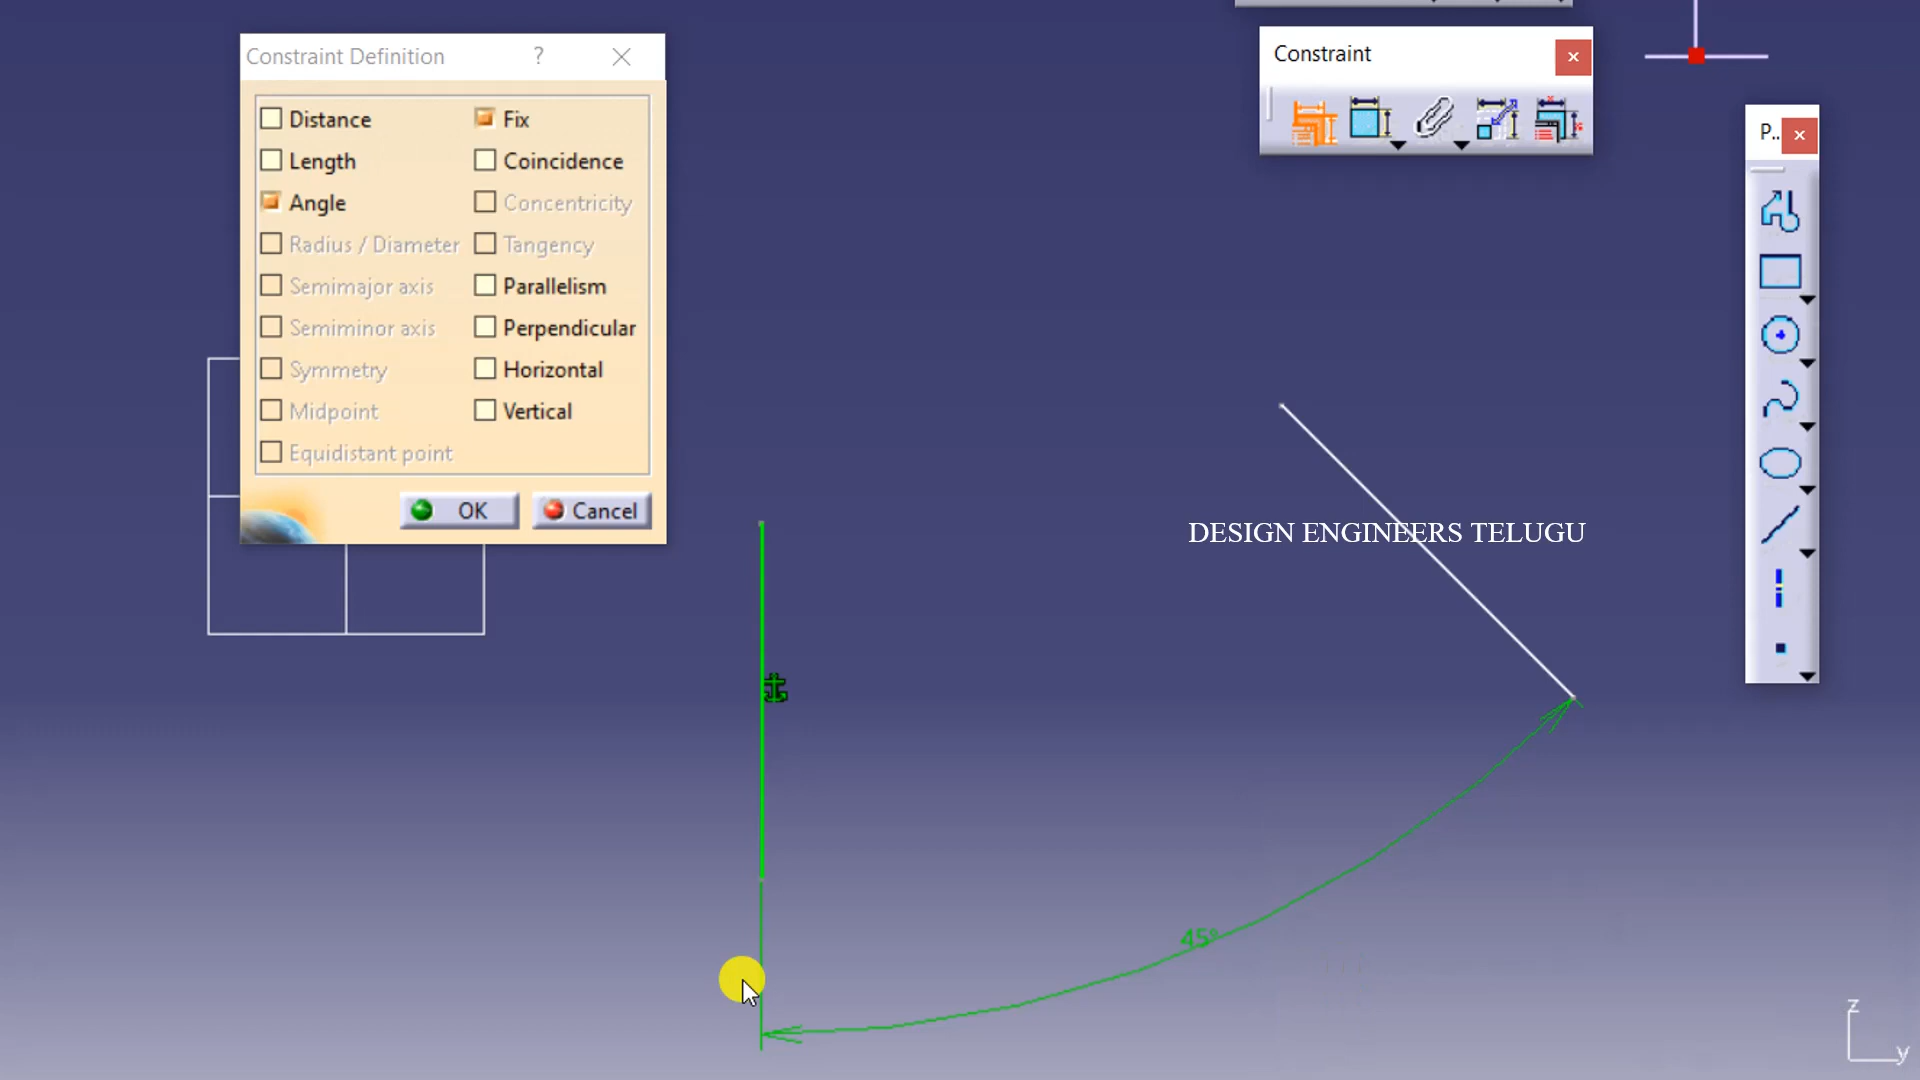 Constraint Definition ?
Distance
Fix
Length
Coincidence
Angle
Concentricity
Radius / Diameter
Tangency
Semimajor axis
Parallelism
Semiminor axis
Perpendicular
Symmetry
Horizontal
Midpoint
Vertical
Equidistant point
OK
Cancel
Constraint
P..
DESIGN ENGINEERS TELUGU
45°
z
y